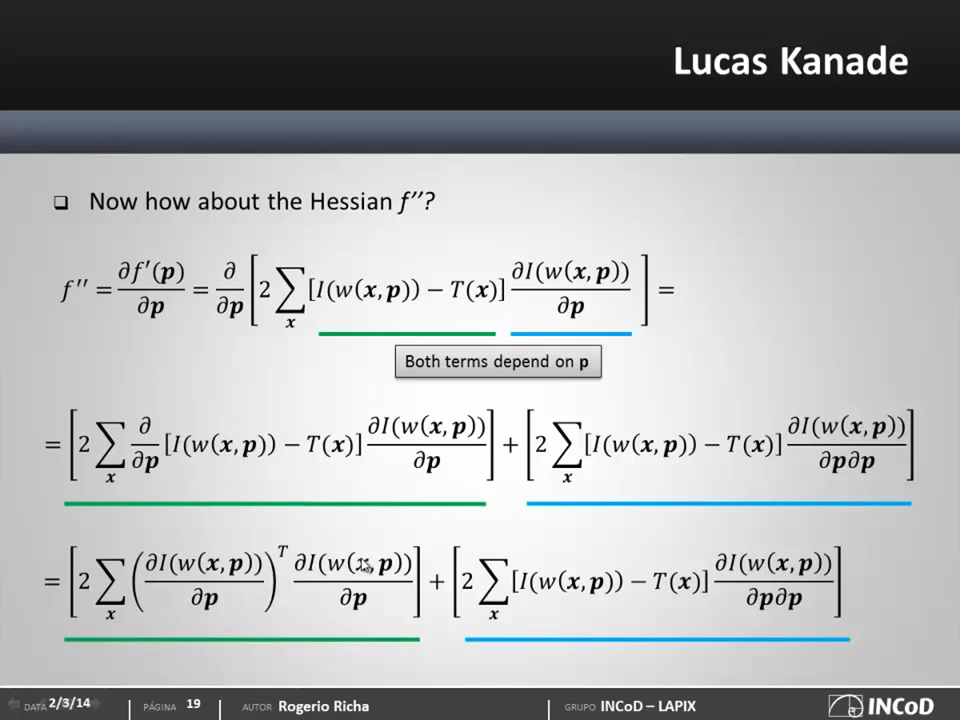 Lucas Kanade
Now how about the Hessian f''?
f'' = ∂f'(p)/∂p = ∂/∂p [2 ∑_x [I(w(x, p)) − T(x)] ∂I(w(x, p))/∂p] =
Both terms depend on p
= [2 ∑_x ∂/∂p [I(w(x, p)) − T(x)] ∂I(w(x, p))/∂p] + [2 ∑_x [I(w(x, p)) − T(x)] ∂I(w(x, p))/∂p∂p]
= [2 ∑_x (∂I(w(x, p))/∂p)^T ∂I(w(x, p))/∂p] + [2 ∑_x [I(w(x, p)) − T(x)] ∂I(w(x, p))/∂p∂p]
DATA 2/3/14 PÁGINA 19 AUTOR Rogerio Richa GRUPO INCoD – LAPIX INCoD